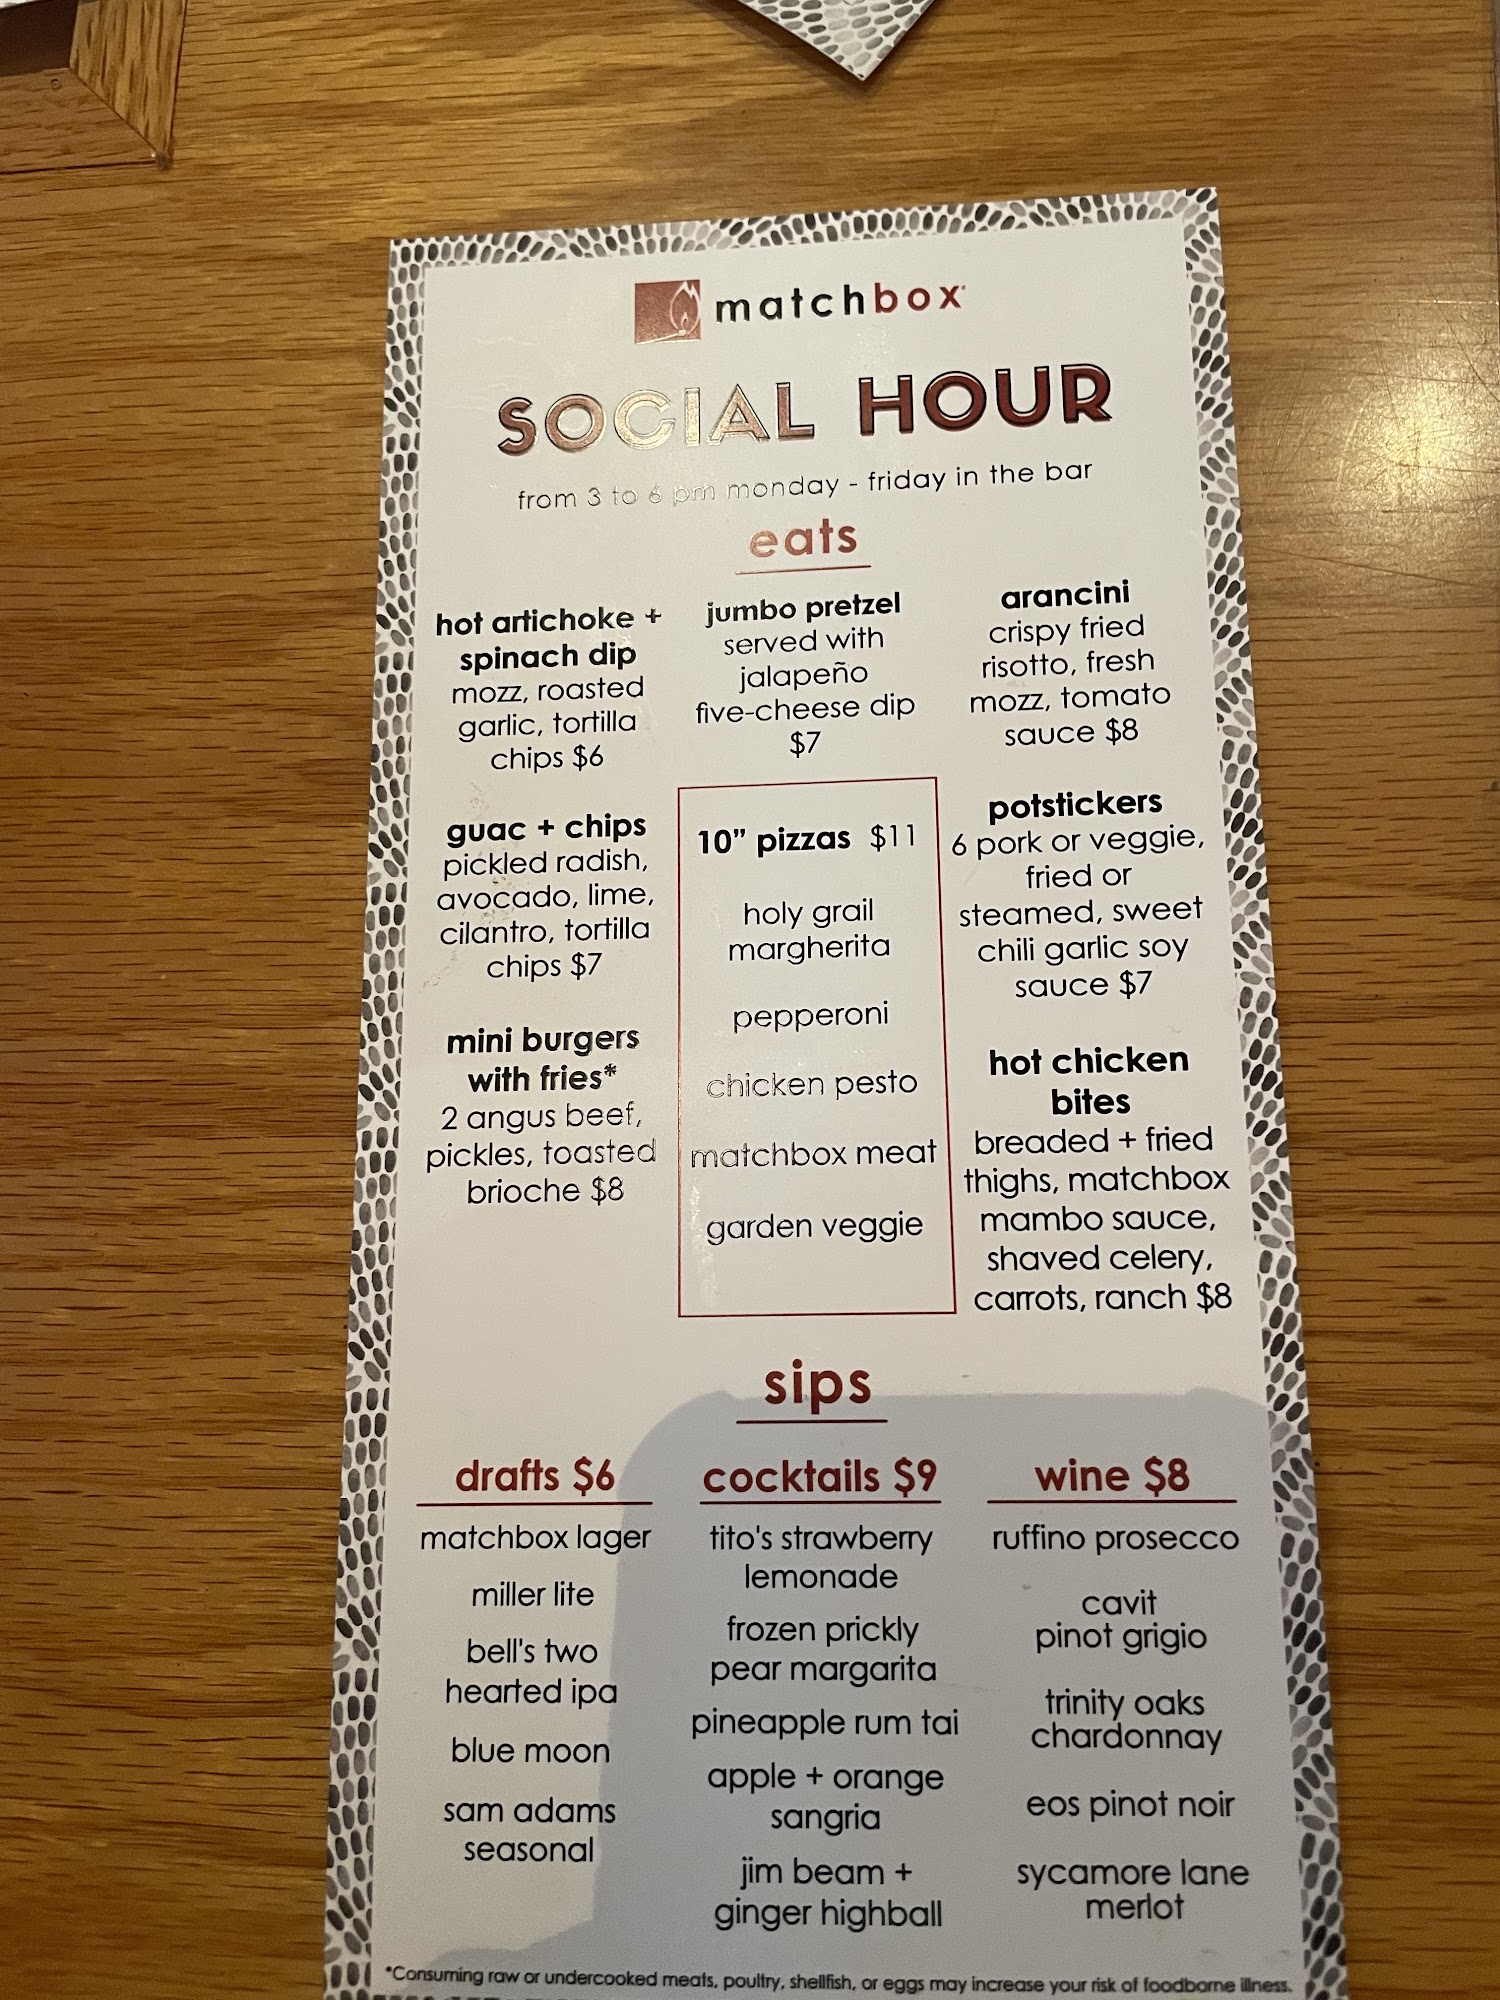 matchbox
SOCIAL HOUR
from 3 to 6 pm monday - friday in the bar
eats
hot artichoke +
spinach dip
mozz, roasted
garlic, tortilla
chips $6
guac + chips
pickled radish,
avocado, lime,
cilantro, tortilla
chips $7
mini burgers
with fries*
2 angus beef,
pickles, toasted
brioche $8
jumbo pretzel
served with
jalapeño
five-cheese dip
$7
10" pizzas $11
holy grail
margherita
pepperoni
chicken pesto
matchbox meat
garden veggie
arancini
crispy fried
risotto, fresh
mozz, tomato
sauce $8
potstickers
6 pork or veggie,
fried or
steamed, sweet
chili garlic soy
sauce $7
hot chicken
bites
breaded + fried
thighs, matchbox
mambo sauce,
shaved celery,
carrots, ranch $8
sips
drafts $6
matchbox lager
miller lite
bell's two
hearted ipa
blue moon
sam adams
seasonal
cocktails $9
tito's strawberry
lemonade
frozen prickly
pear margarita
pineapple rum tai
apple + orange
sangria
jim beam +
ginger highball
wine $8
ruffino prosecco
cavit
pinot grigio
trinity oaks
chardonnay
eos pinot noir
sycamore lane
merlot
*Consuming raw or undercooked meats, poultry, shellfish, or eggs may increase your risk of foodborne illness.